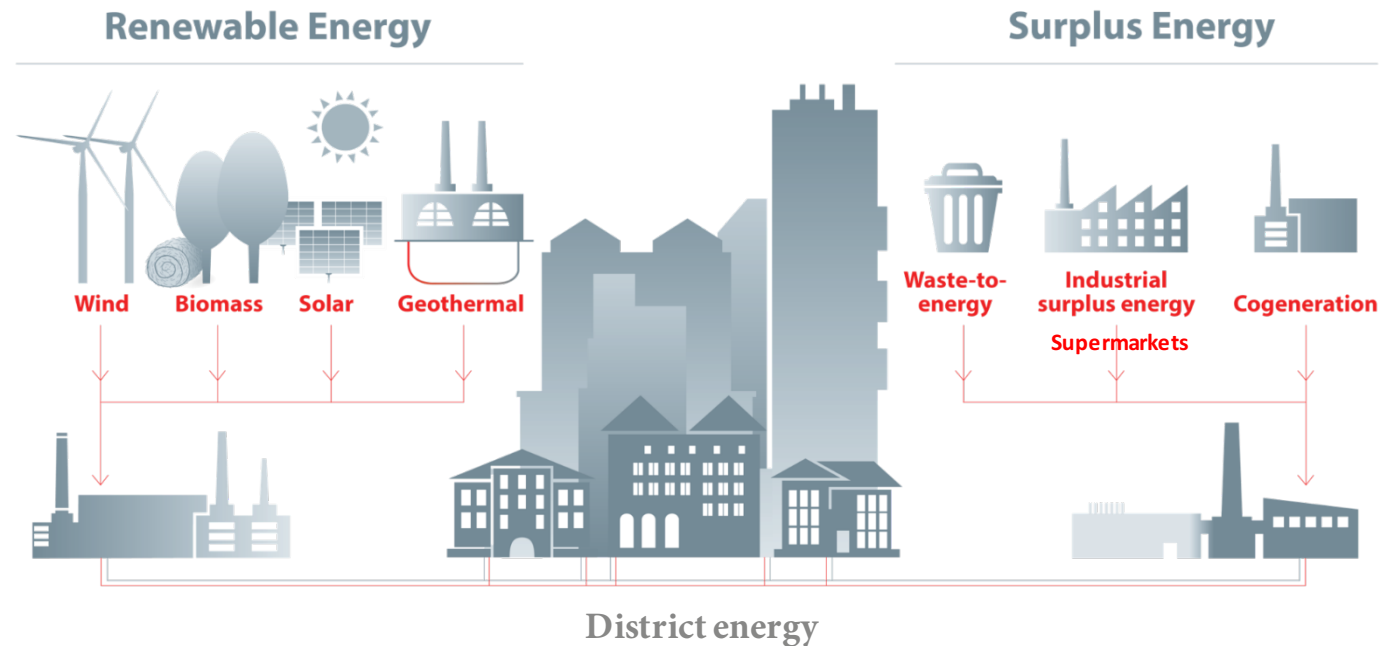 Renewable Energy
Surplus Energy
Wind
Biomass
Solar
Geothermal
Waste-to-
energy
Industrial
surplus energy
Supermarkets
Cogeneration
District energy